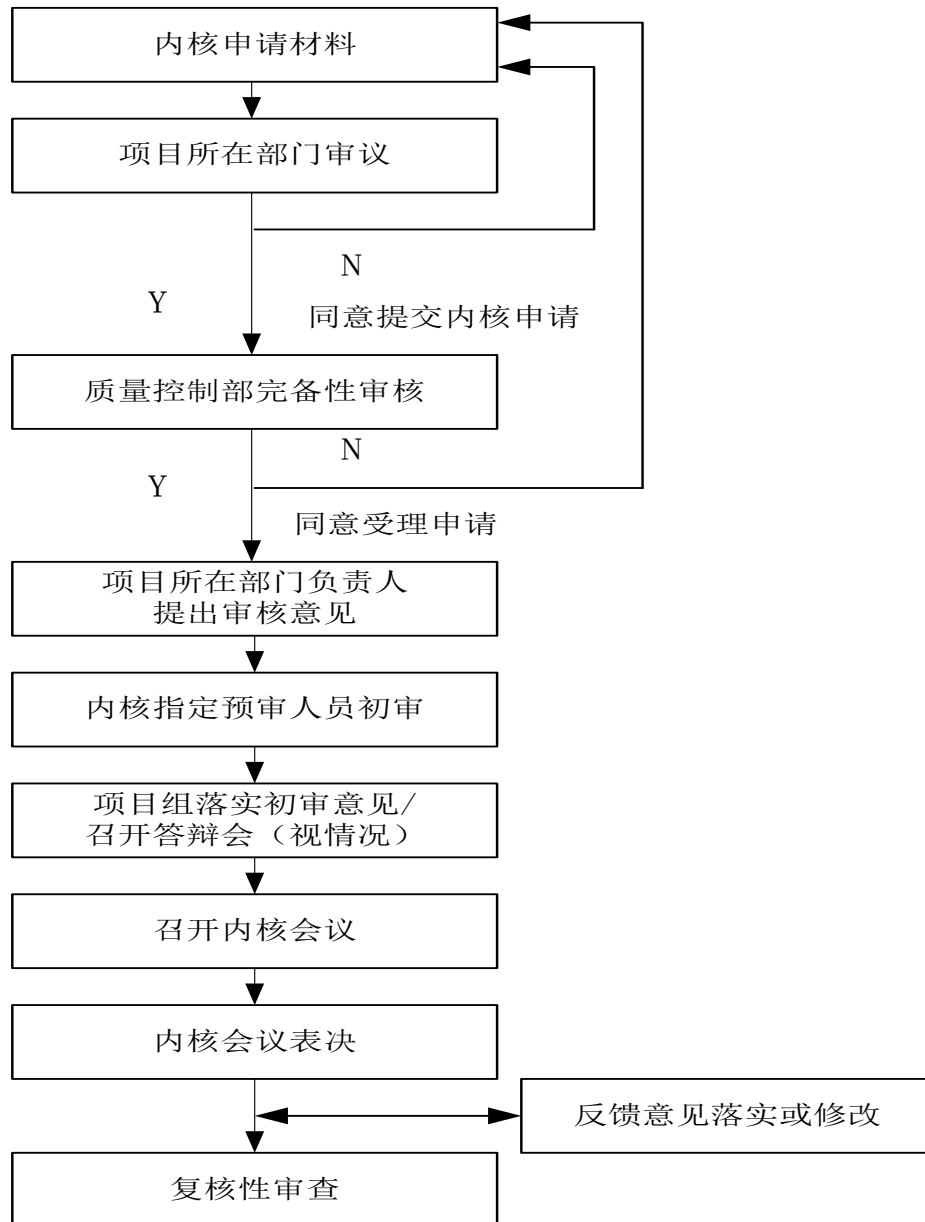 内核申请材料
项目所在部门审议
N
Y
同意提交内核申请
质量控制部完备性审核
N
Y
同意受理申请
项目所在部门负责人
提出审核意见
内核指定预审人员初审
项目组落实初审意见/
召开答辩会（视情况）
召开内核会议
内核会议表决
反馈意见落实或修改
复核性审查